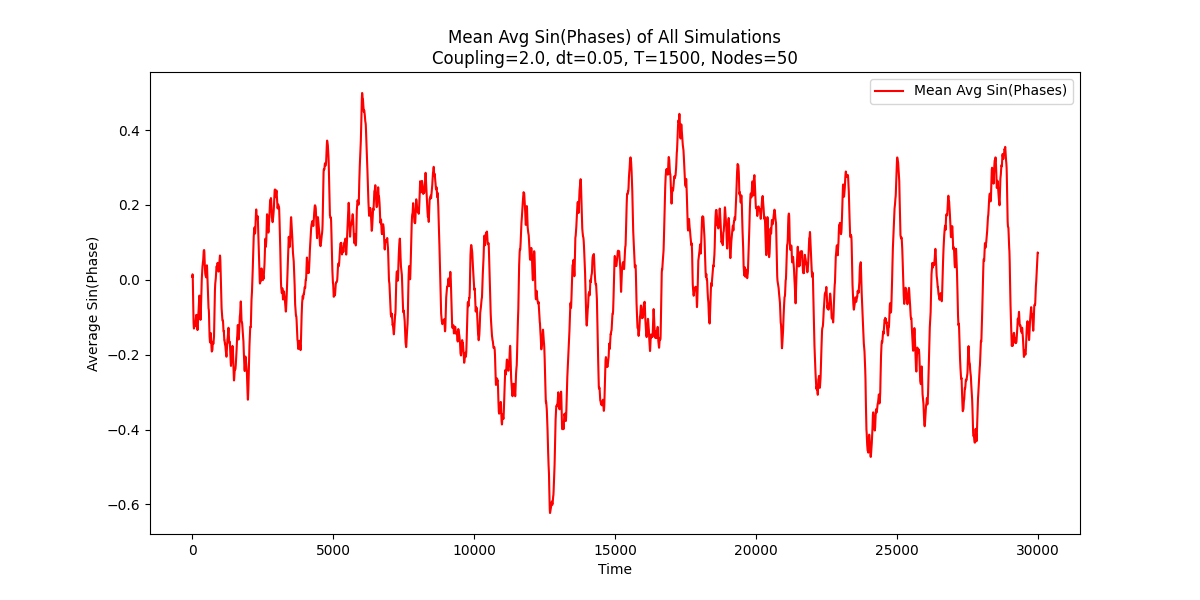 Mean Avg Sin(Phases) of All Simulations
Coupling=2.0, dt=0.05, T=1500, Nodes=50
Mean Avg Sin(Phases)
Average Sin(Phase)
0.4
0.2
0.0
−0.2
−0.4
−0.6
0 5000 10000 15000 20000 25000 30000
Time